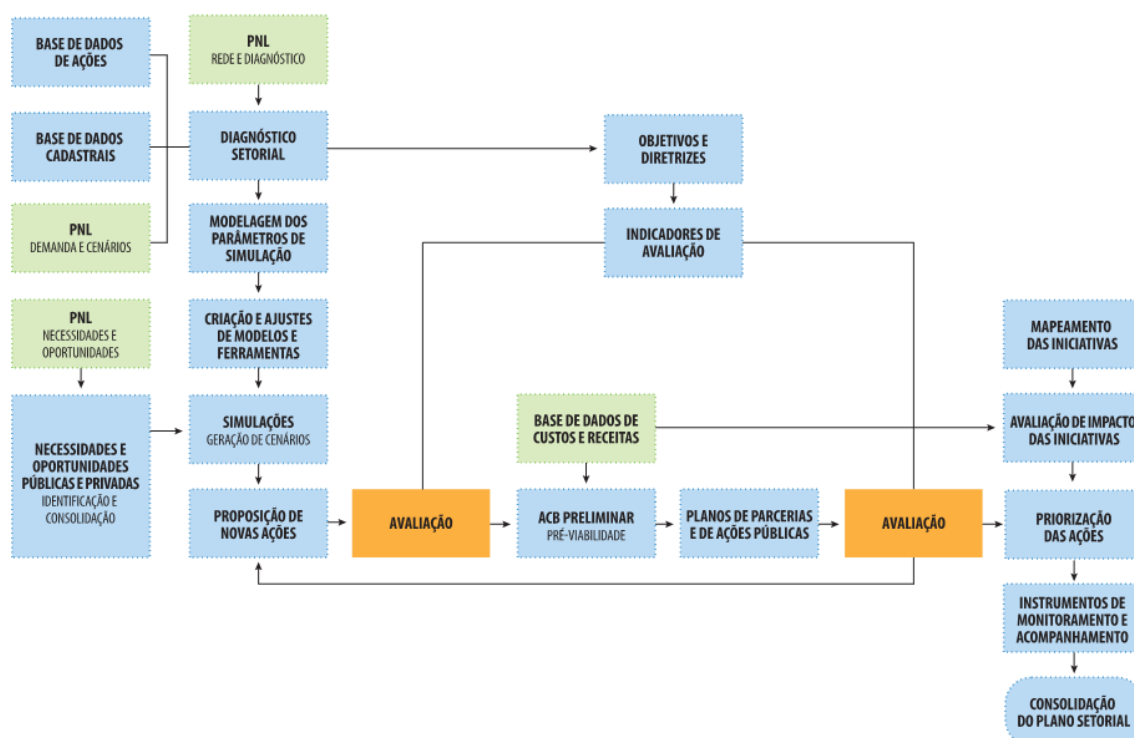 BASE DE DADOS
DE AÇÕES
PNL
REDE E DIAGNÓSTICO
BASE DE DADOS
CADASTRAIS
DIAGNÓSTICO
SETORIAL
OBJETIVOS E
DIRETRIZES
PNL
DEMANDA E CENÁRIOS
MODELAGEM DOS
PARÂMETROS DE
SIMULAÇÃO
INDICADORES DE
AVALIAÇÃO
PNL
NECESSIDADES E
OPORTUNIDADES
CRIAÇÃO E AJUSTES
DE MODELOS E
FERRAMENTAS
MAPEAMENTO
DAS INICIATIVAS
NECESSIDADES E
OPORTUNIDADES
PÚBLICAS E PRIVADAS
IDENTIFICAÇÃO E
CONSOLIDAÇÃO
SIMULAÇÕES
GERAÇÃO DE CENÁRIOS
BASE DE DADOS DE
CUSTOS E RECEITAS
AVALIAÇÃO DE IMPACTO
DAS INICIATIVAS
PROPOSIÇÃO DE
NOVAS AÇÕES
AVALIAÇÃO
ACB PRELIMINAR
PRÉ-VIABILIDADE
PLANOS DE PARCERIAS
E DE AÇÕES PÚBLICAS
AVALIAÇÃO
PRIORIZAÇÃO
DAS AÇÕES
INSTRUMENTOS DE
MONITORAMENTO E
ACOMPANHAMENTO
CONSOLIDAÇÃO
DO PLANO SETORIAL